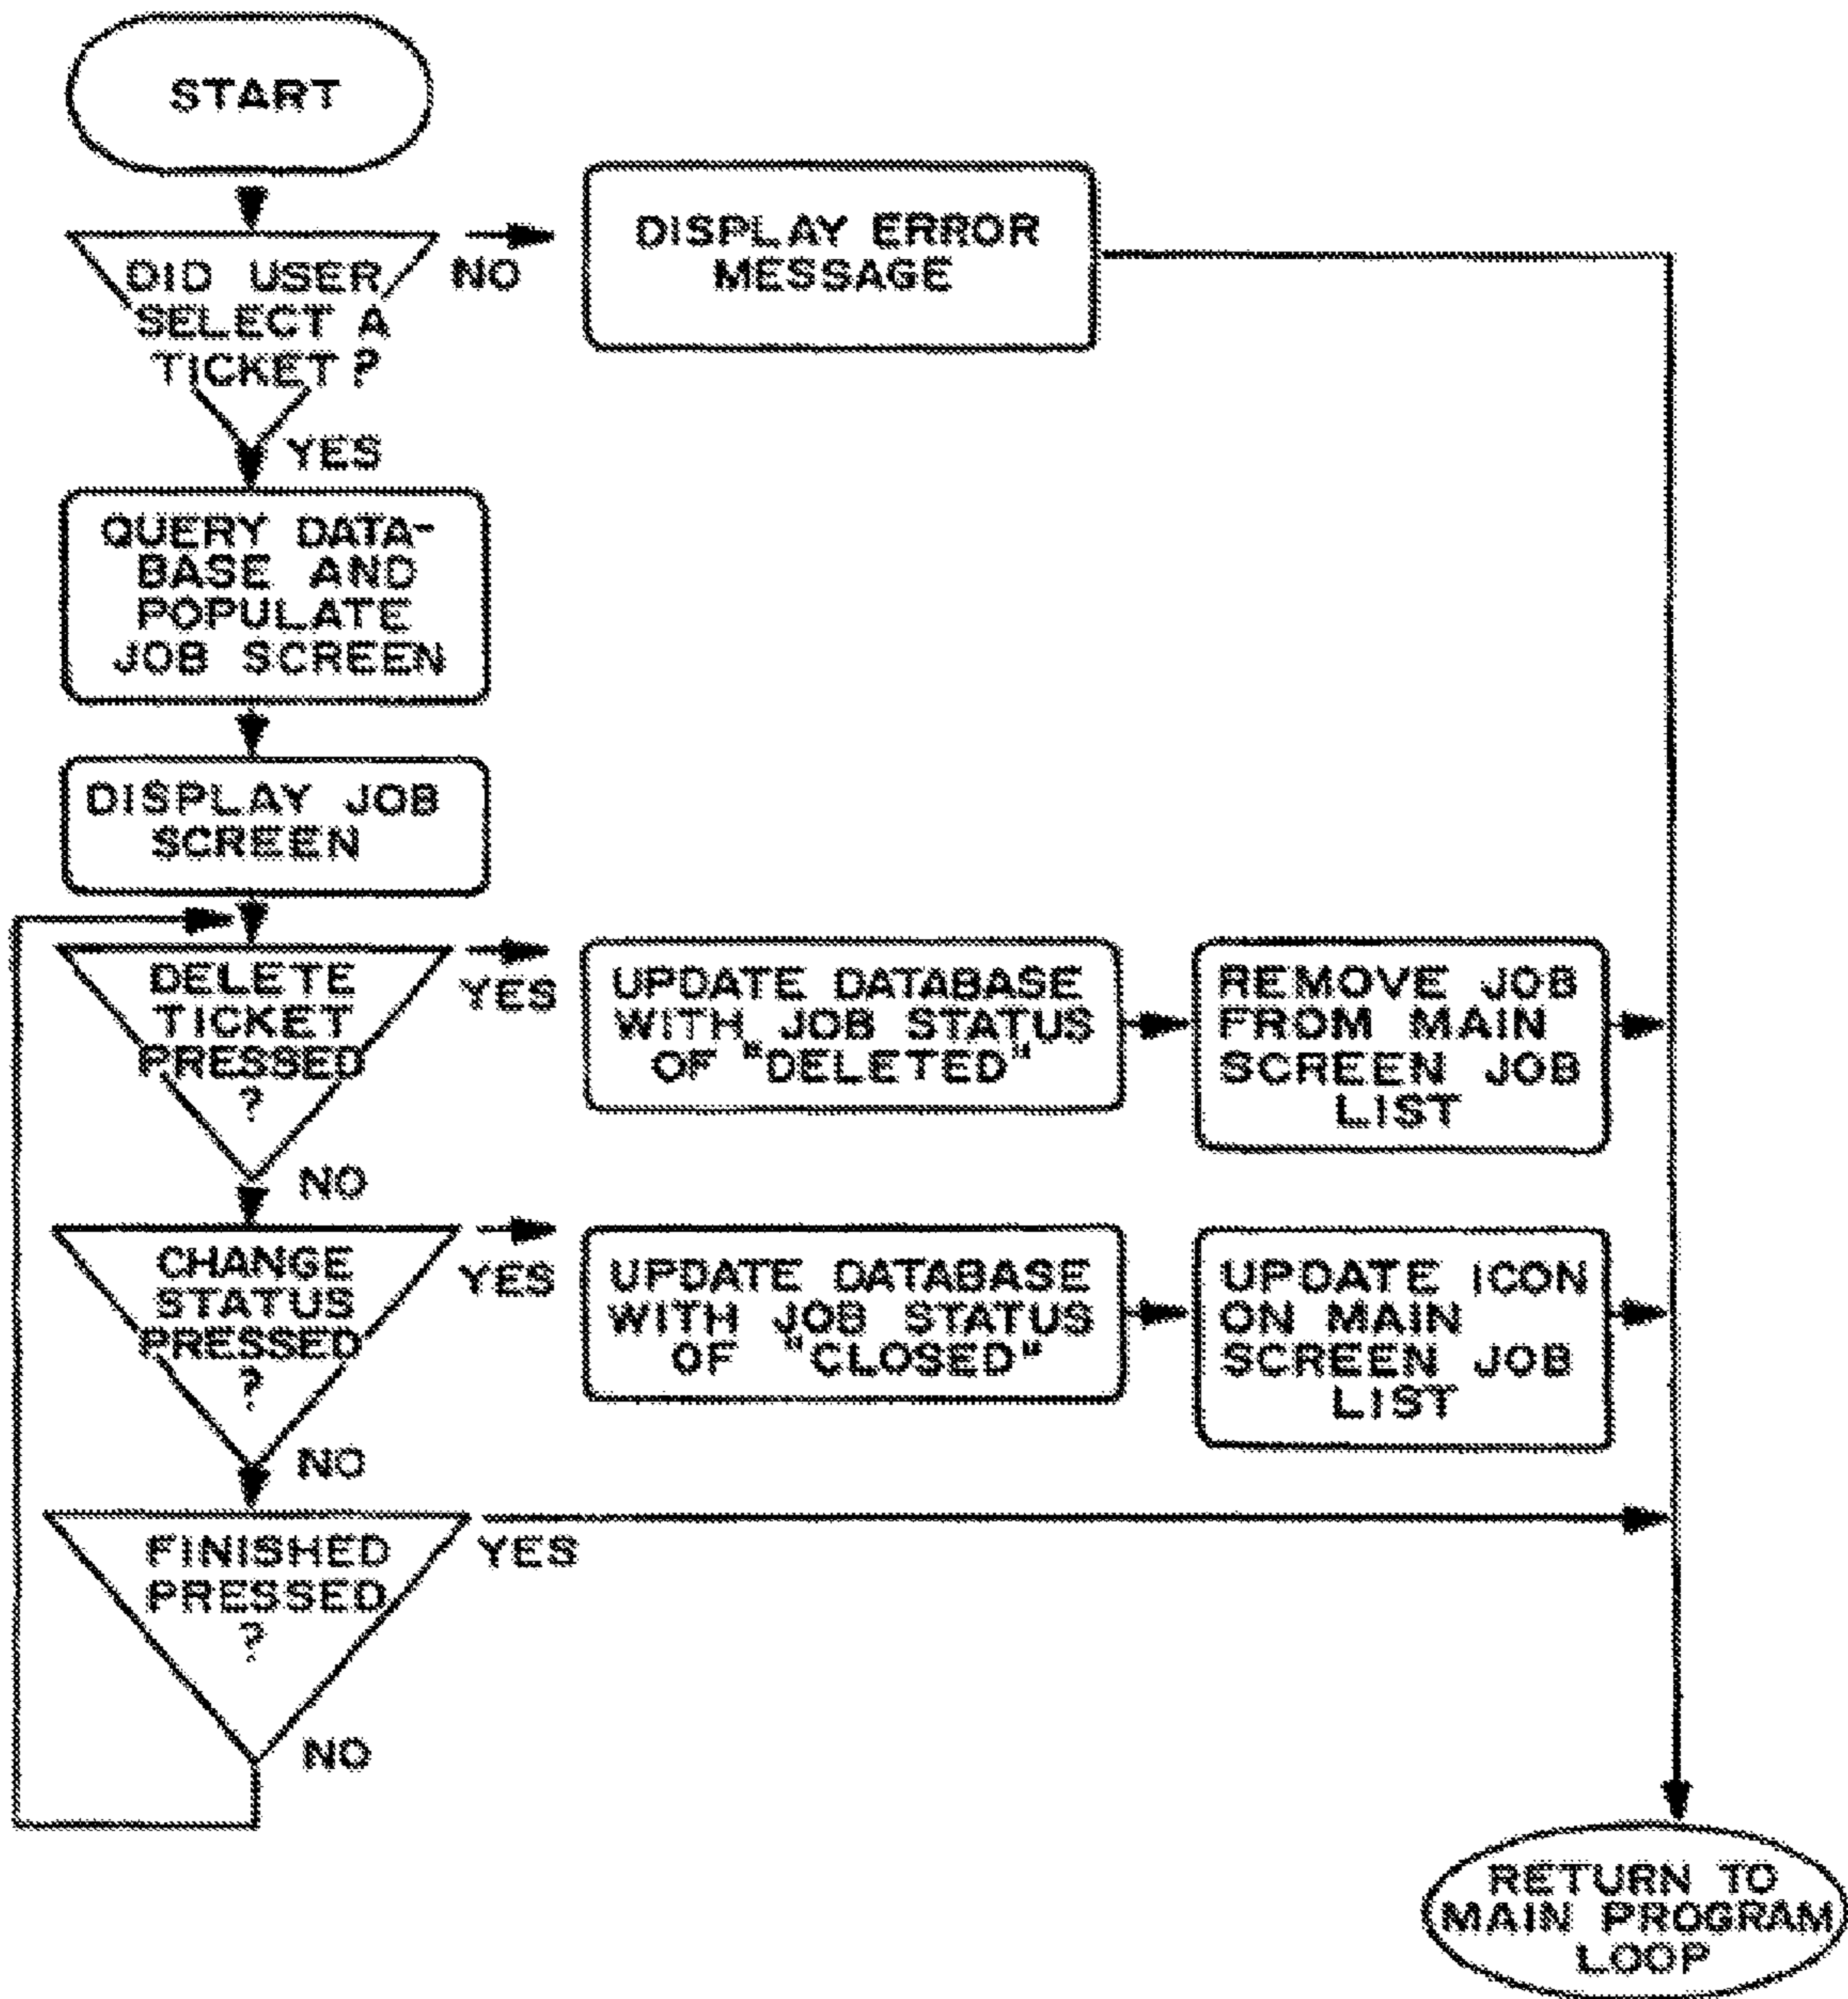 START
DID USER
SELECT A
TICKET?
NO
DISPLAY ERROR
MESSAGE
YES
QUERY DATA-
BASE AND
POPULATE
JOB SCREEN
DISPLAY JOB
SCREEN
DELETE
TICKET
PRESSED
?
YES
UPDATE DATABASE
WITH JOB STATUS
OF "DELETED"
REMOVE JOB
FROM MAIN
SCREEN JOB
LIST
NO
CHANGE
STATUS
PRESSED
?
YES
UPDATE DATABASE
WITH JOB STATUS
OF "CLOSED"
UPDATE ICON
ON MAIN
SCREEN JOB
LIST
NO
FINISHED
PRESSED
?
YES
NO
RETURN TO
MAIN PROGRAM
LOOP